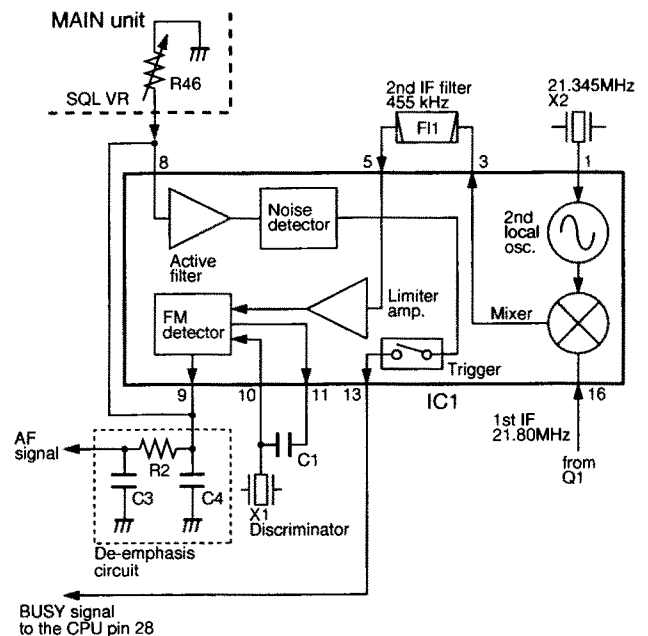 MAIN unit
R46
SQL VR
2nd IF filter
455 kHz
FI1
21.345MHz
X2
8
5
3
1
Noise
detector
Active
filter
2nd
local
osc.
FM
detector
Limiter
amp.
Mixer
Trigger
9
10
11
13
IC1
16
1st IF
21.80MHz
from
Q1
AF
signal
R2
C3
C4
C1
X1
Discriminator
De-emphasis
circuit
BUSY signal
to the CPU pin 28